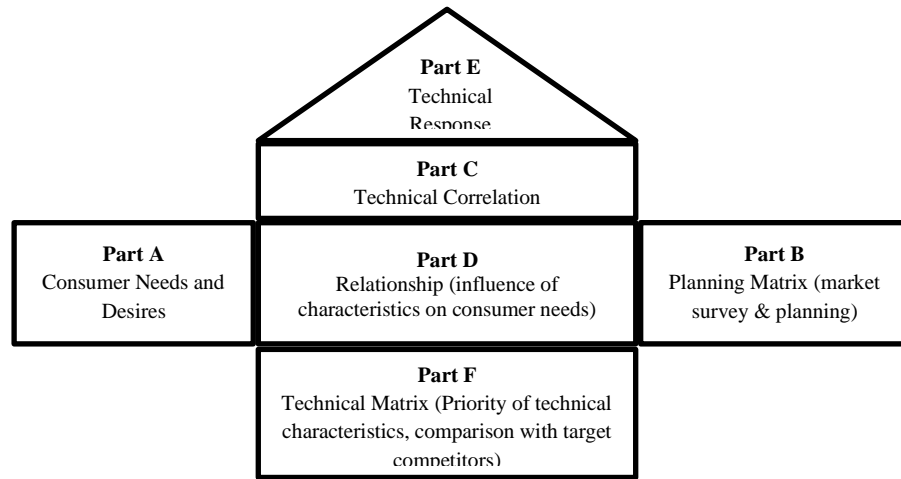 Part E
Technical
Response
Part C
Technical Correlation
Part A
Consumer Needs and
Desires
Part D
Relationship (influence of
characteristics on consumer needs)
Part B
Planning Matrix (market
survey & planning)
Part F
Technical Matrix (Priority of technical
characteristics, comparison with target
competitors)